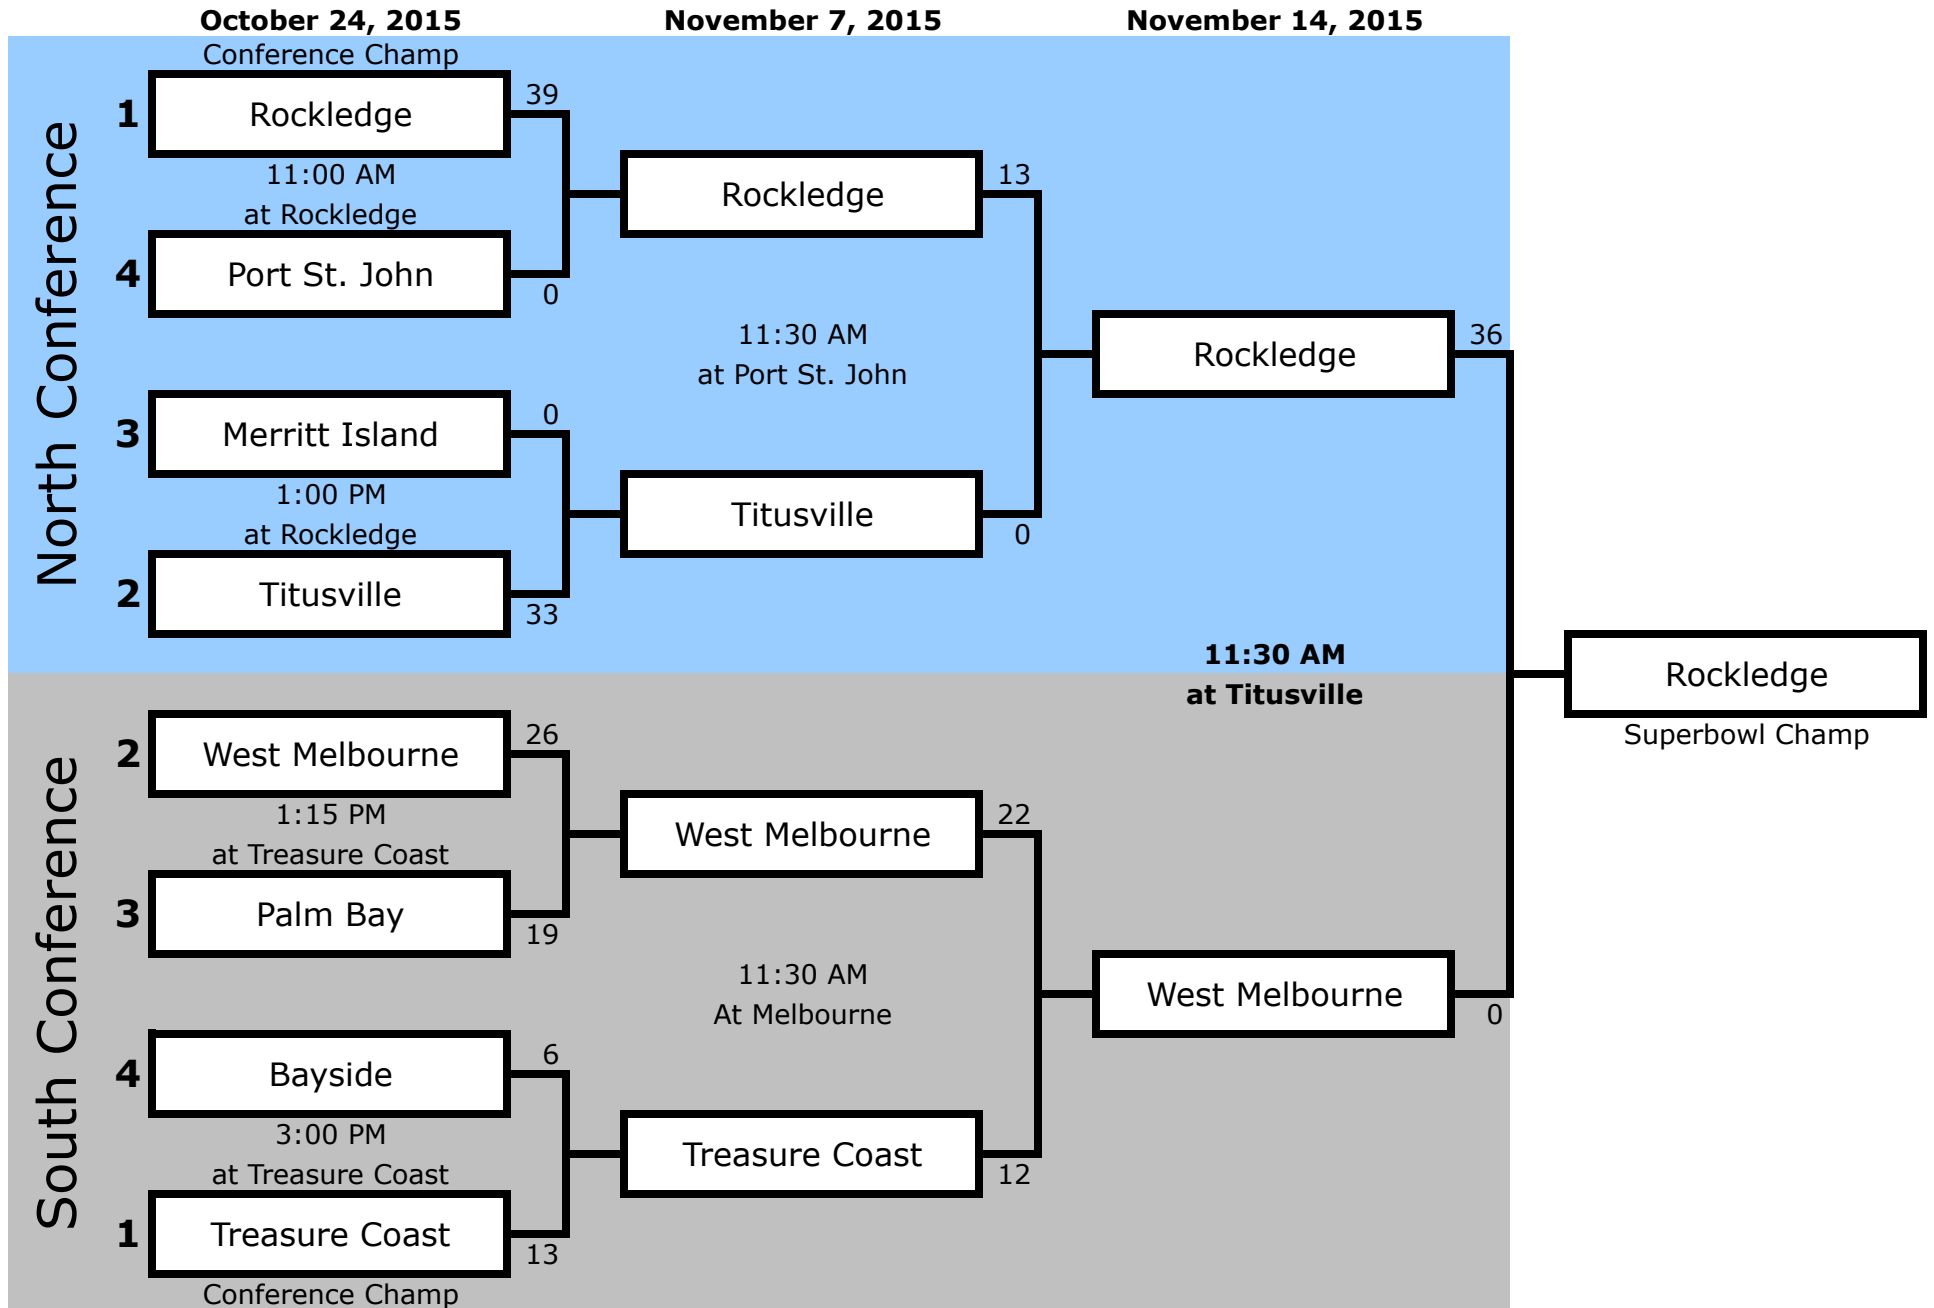 October 24, 2015
November 7, 2015
November 14, 2015
North Conference
Conference Champ
1
Rockledge
39
11:00 AM
at Rockledge
4
Port St. John
0
3
Merritt Island
0
1:00 PM
at Rockledge
2
Titusville
33
Rockledge
13
11:30 AM
at Port St. John
Titusville
0
Rockledge
36
11:30 AM
at Titusville
Rockledge
Superbowl Champ
South Conference
2
West Melbourne
26
1:15 PM
at Treasure Coast
3
Palm Bay
19
4
Bayside
6
3:00 PM
at Treasure Coast
1
Treasure Coast
13
Conference Champ
West Melbourne
22
11:30 AM
At Melbourne
Treasure Coast
12
West Melbourne
0